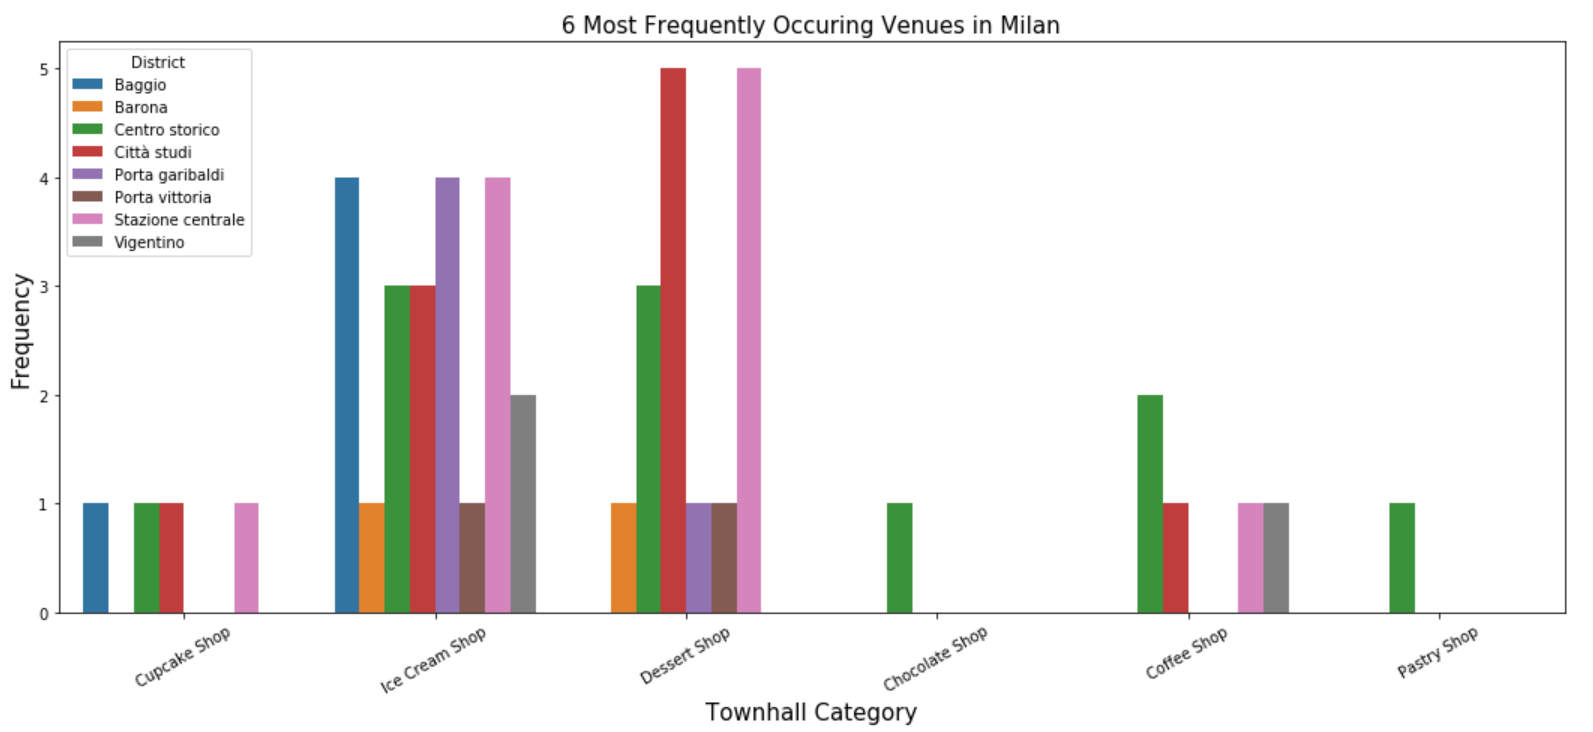 6 Most Frequently Occuring Venues in Milan
District
Baggio
Barona
Centro storico
Città studi
Porta garibaldi
Porta vittoria
Stazione centrale
Vigentino
Frequency
5
4
3
2
1
0
Cupcake Shop
Ice Cream Shop
Dessert Shop
Chocolate Shop
Coffee Shop
Pastry Shop
Townhall Category